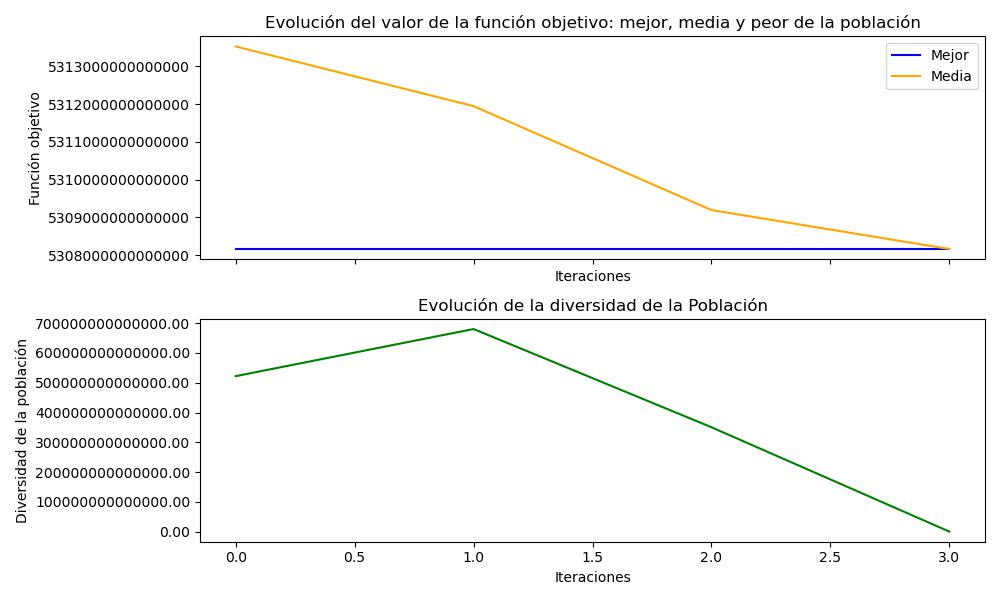 Evolución del valor de la función objetivo: mejor, media y peor de la población
Mejor
Media
Función objetivo
5313000000000000
5312000000000000
5311000000000000
5310000000000000
5309000000000000
5308000000000000
Iteraciones
Evolución de la diversidad de la Población
Diversidad de la población
700000000000000.00
600000000000000.00
500000000000000.00
400000000000000.00
300000000000000.00
200000000000000.00
100000000000000.00
0.00
0.0 0.5 1.0 1.5 2.0 2.5 3.0
Iteraciones